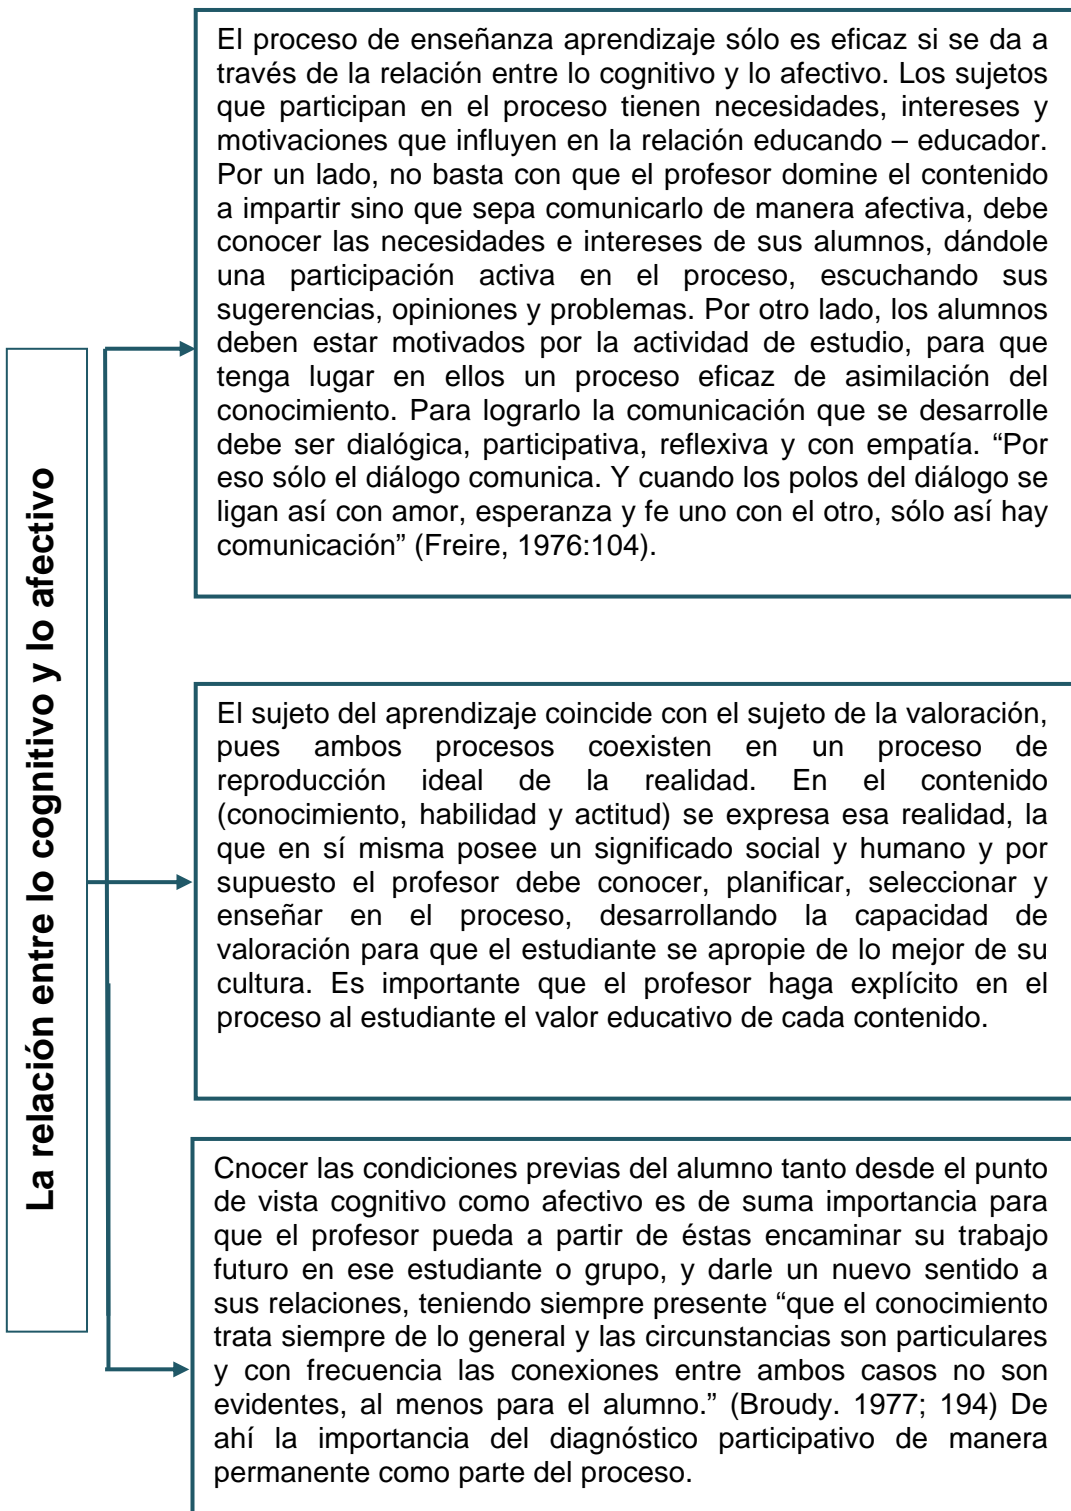 La relación entre lo cognitivo y lo afectivo
El proceso de enseñanza aprendizaje sólo es eficaz si se da a
través de la relación entre lo cognitivo y lo afectivo. Los sujetos
que participan en el proceso tienen necesidades, intereses y
motivaciones que influyen en la relación educando – educador.
Por un lado, no basta con que el profesor domine el contenido
a impartir sino que sepa comunicarlo de manera afectiva, debe
conocer las necesidades e intereses de sus alumnos, dándole
una participación activa en el proceso, escuchando sus
sugerencias, opiniones y problemas. Por otro lado, los alumnos
deben estar motivados por la actividad de estudio, para que
tenga lugar en ellos un proceso eficaz de asimilación del
conocimiento. Para lograrlo la comunicación que se desarrolle
debe ser dialógica, participativa, reflexiva y con empatía. “Por
eso sólo el diálogo comunica. Y cuando los polos del diálogo se
ligan así con amor, esperanza y fe uno con el otro, sólo así hay
comunicación” (Freire, 1976:104).
El sujeto del aprendizaje coincide con el sujeto de la valoración,
pues ambos procesos coexisten en un proceso de
reproducción ideal de la realidad. En el contenido
(conocimiento, habilidad y actitud) se expresa esa realidad, la
que en sí misma posee un significado social y humano y por
supuesto el profesor debe conocer, planificar, seleccionar y
enseñar en el proceso, desarrollando la capacidad de
valoración para que el estudiante se apropie de lo mejor de su
cultura. Es importante que el profesor haga explícito en el
proceso al estudiante el valor educativo de cada contenido.
Cnocer las condiciones previas del alumno tanto desde el punto
de vista cognitivo como afectivo es de suma importancia para
que el profesor pueda a partir de éstas encaminar su trabajo
futuro en ese estudiante o grupo, y darle un nuevo sentido a
sus relaciones, teniendo siempre presente “que el conocimiento
trata siempre de lo general y las circunstancias son particulares
y con frecuencia las conexiones entre ambos casos no son
evidentes, al menos para el alumno.” (Broudy. 1977; 194) De
ahí la importancia del diagnóstico participativo de manera
permanente como parte del proceso.